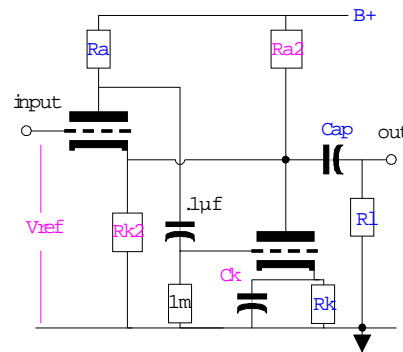 B+
Ra
Ra2
input
Cap
out
.1µf
Vref
Rk2
Rl
Ck
1m
Rk